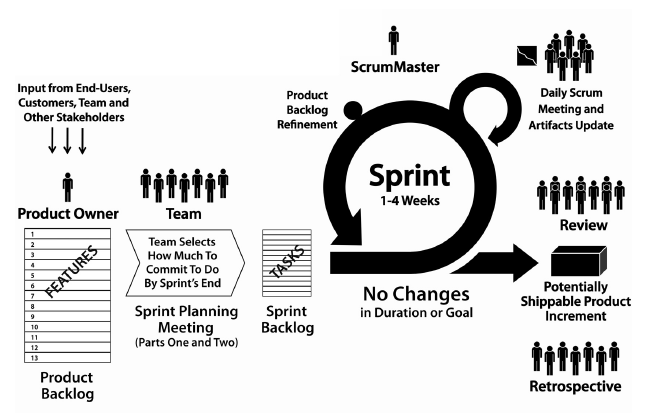 Input from End-Users,
Customers, Team and
Other Stakeholders
Product Owner
1
2
3
4
5
6
7
8
9
10
11
12
13
FEATURES
Product
Backlog
Team
Team Selects
How Much To
Commit To Do
By Sprint's End
Sprint Planning
Meeting
(Parts One and Two)
TASKS
Sprint
Backlog
ScrumMaster
Product
Backlog
Refinement
Sprint
1-4 Weeks
No Changes
in Duration or Goal
Daily Scrum
Meeting and
Artifacts Update
Review
Potentially
Shippable Product
Increment
Retrospective